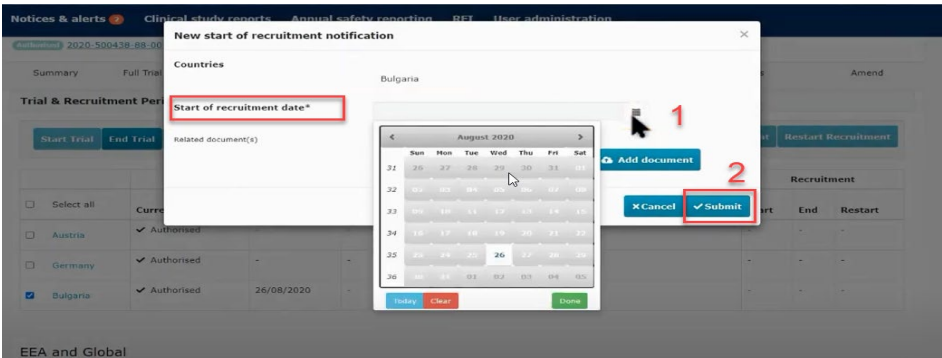 Notices & alerts 2 Clinical study reports Annual safety reporting RFI User administration
New start of recruitment notification ×
Authorised 2020-500438-88-00
Countries
Summary Full Trial Amend
Bulgaria
Trial & Recruitment Peri
Start of recruitment date*
1
Start Trial End Trial
Related document(s)
Restart Recruitment
August 2020
Sun Mon Tue Wed Thu Fri Sat
Add document
31 26 27 28 29 30 31 01
2
Recruitment
32 02 03 04 05 06 07 08
Select all
Curre
33 09 10 11 12 13 14 15
Cancel Submit
art End Restart
34 16 17 18 19 20 21 22
Austria Authorised - - - - -
35 23 24 25 26 27 28 29
Germany Authorised - - - - -
36 30 31 01 02 03 04 05
Bulgaria Authorised 26/08/2020 - - - -
Today Clear Done
EEA and Global